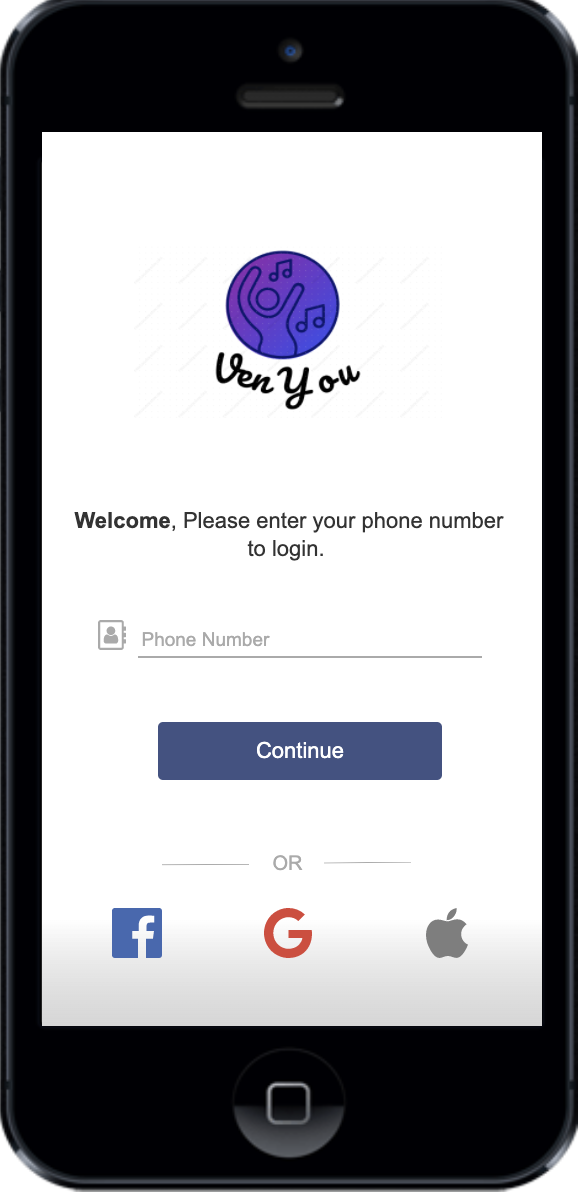 Ven You
Welcome, Please enter your phone number
to login.
Phone Number
Continue
OR